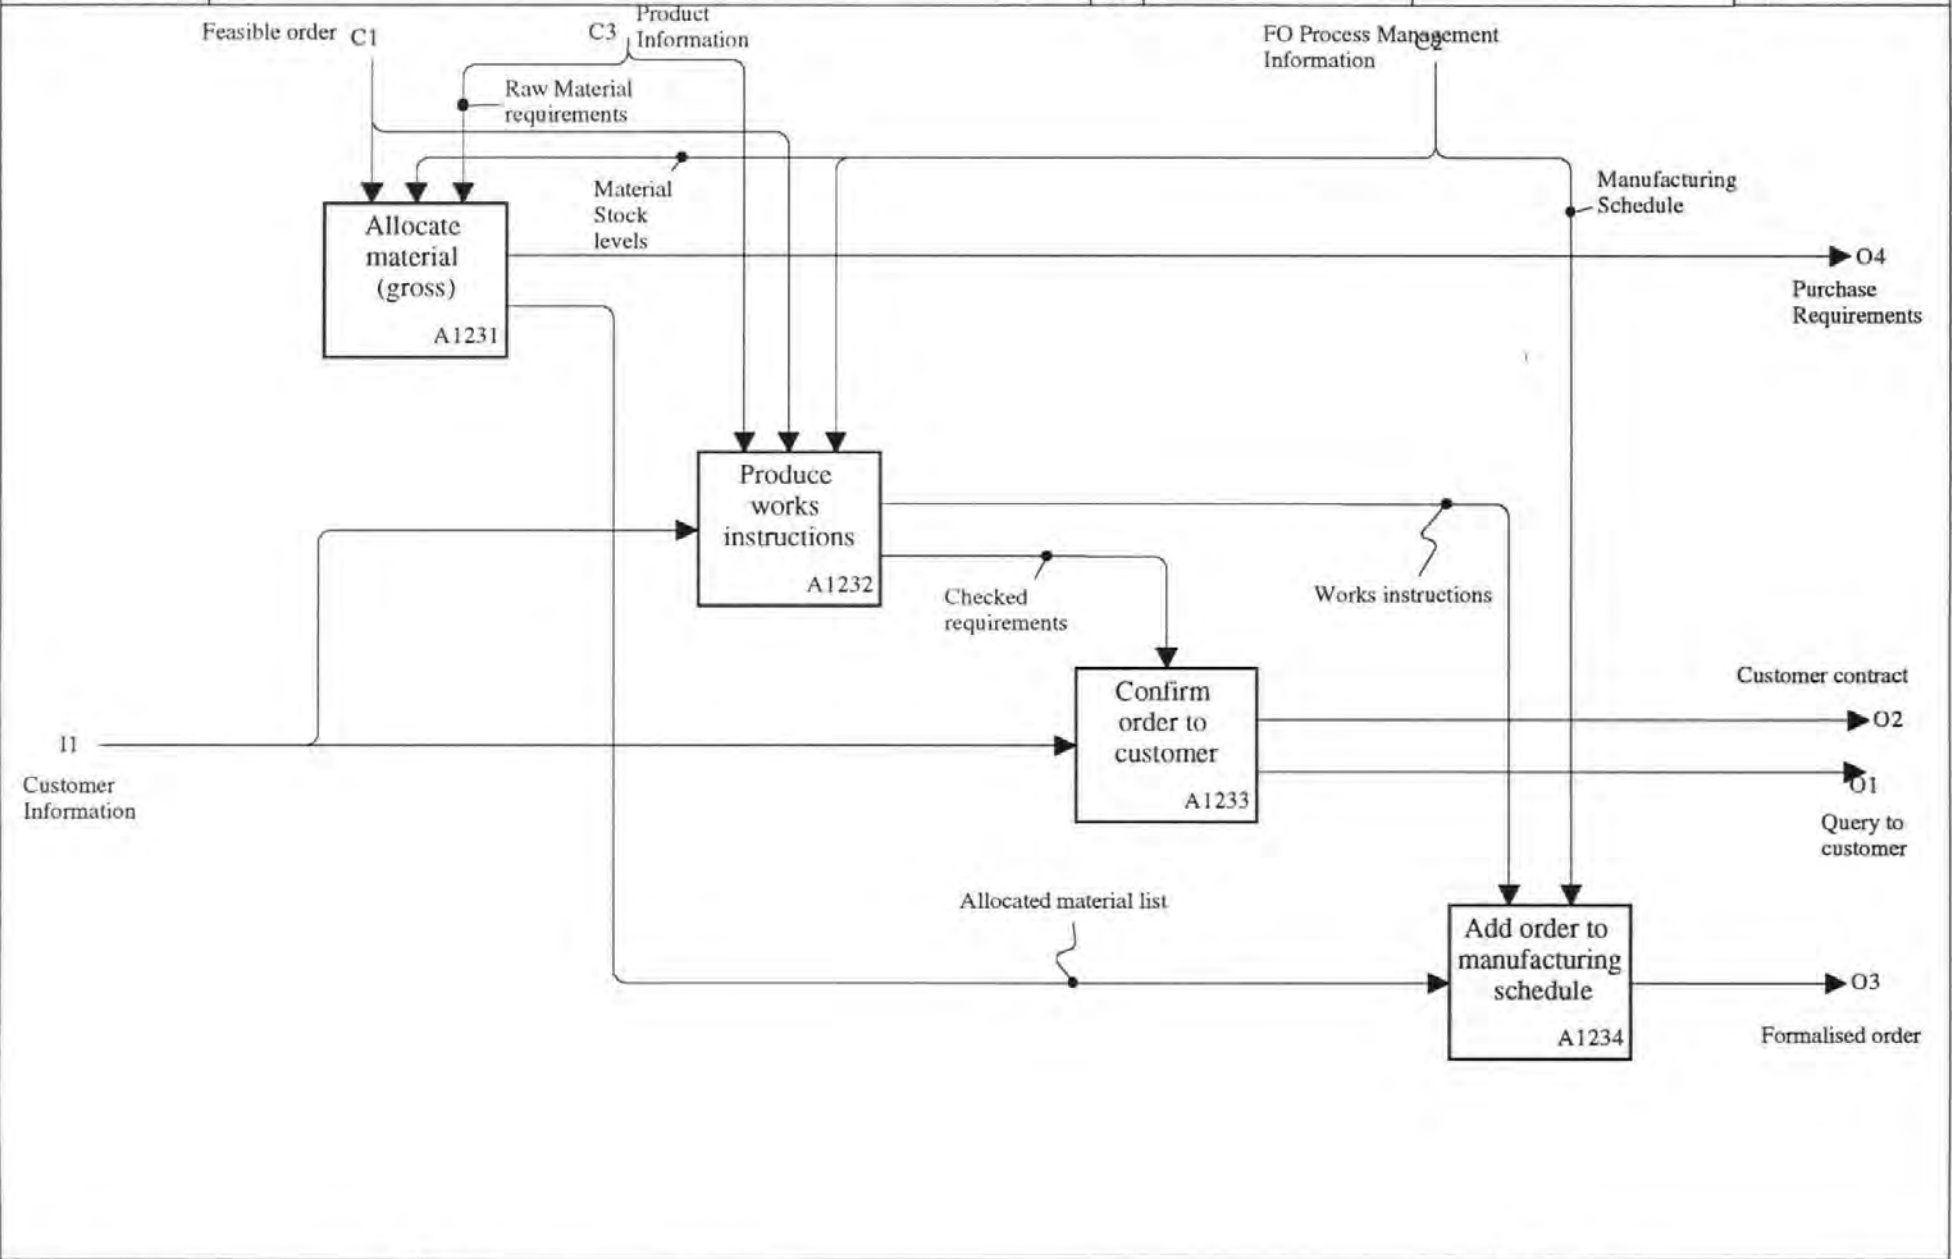 Feasible order C1
C3
Product
Information
FO Process Management
Information
C2
Raw Material
requirements
Material
Stock
levels
Manufacturing
Schedule
Allocate
material
(gross)
A1231
O4
Purchase
Requirements
Produce
works
instructions
A1232
Checked
requirements
Works instructions
Confirm
order to
customer
A1233
Customer contract
O2
O1
Query to
customer
I1
Customer
Information
Allocated material list
Add order to
manufacturing
schedule
A1234
O3
Formalised order